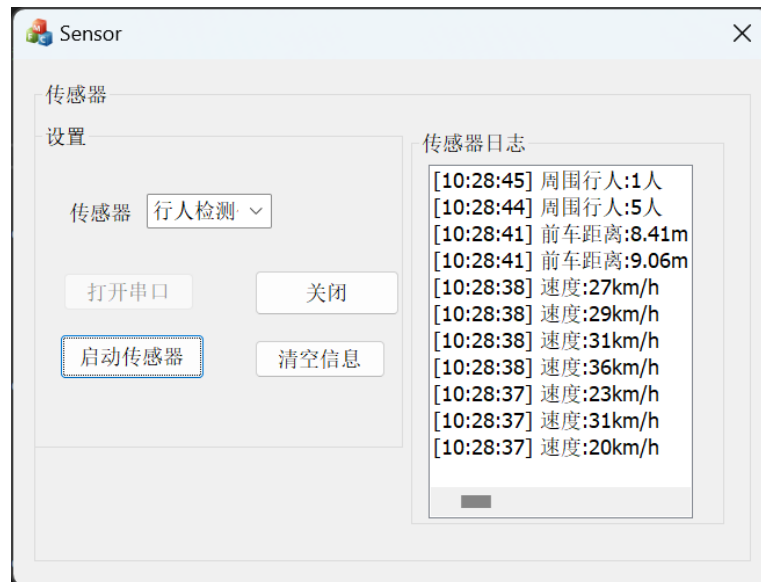 Sensor
传感器
设置
传感器
行人检测
打开串口
关闭
启动传感器
清空信息
传感器日志
[10:28:45] 周围行人:1人
[10:28:44] 周围行人:5人
[10:28:41] 前车距离:8.41m
[10:28:41] 前车距离:9.06m
[10:28:38] 速度:27km/h
[10:28:38] 速度:29km/h
[10:28:38] 速度:31km/h
[10:28:38] 速度:36km/h
[10:28:37] 速度:23km/h
[10:28:37] 速度:31km/h
[10:28:37] 速度:20km/h